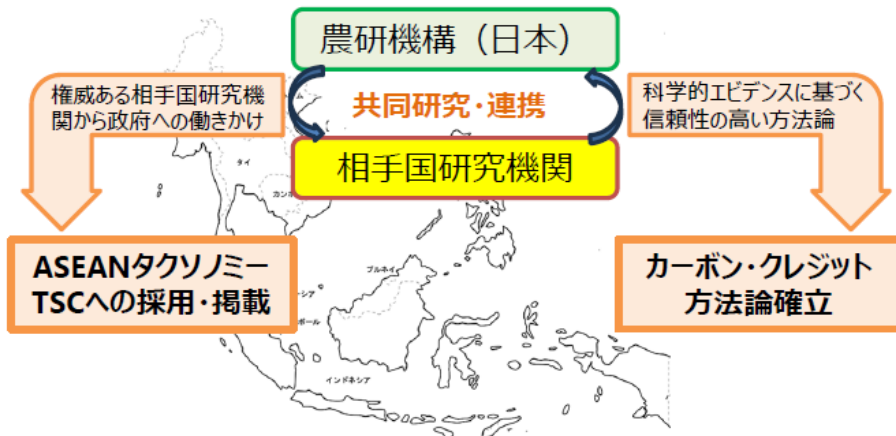 農研機構（日本）
権威ある相手国研究機
関から政府への働きかけ
共同研究・連携
科学的エビデンスに基づく
信頼性の高い方法論
相手国研究機関
タイ
カンボ
ASEANタクソノミー
TSCへの採用・掲載
カーボン・クレジット
方法論確立
ブルネイ
シア
ポール
インドネシア